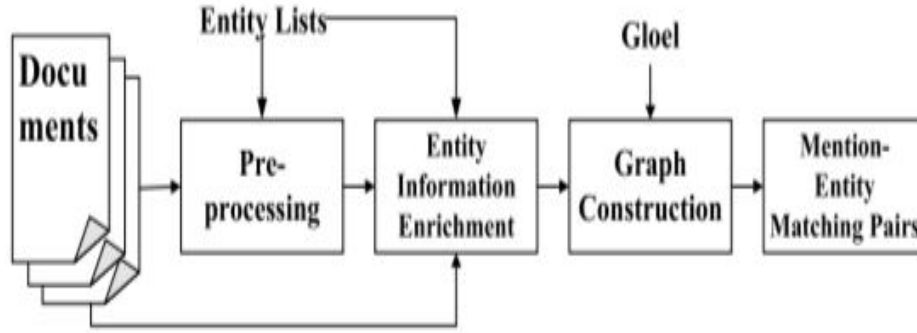 Entity Lists
Gloel
Docu
ments
Pre-
processing
Entity
Information
Enrichment
Graph
Construction
Mention-
Entity
Matching Pairs